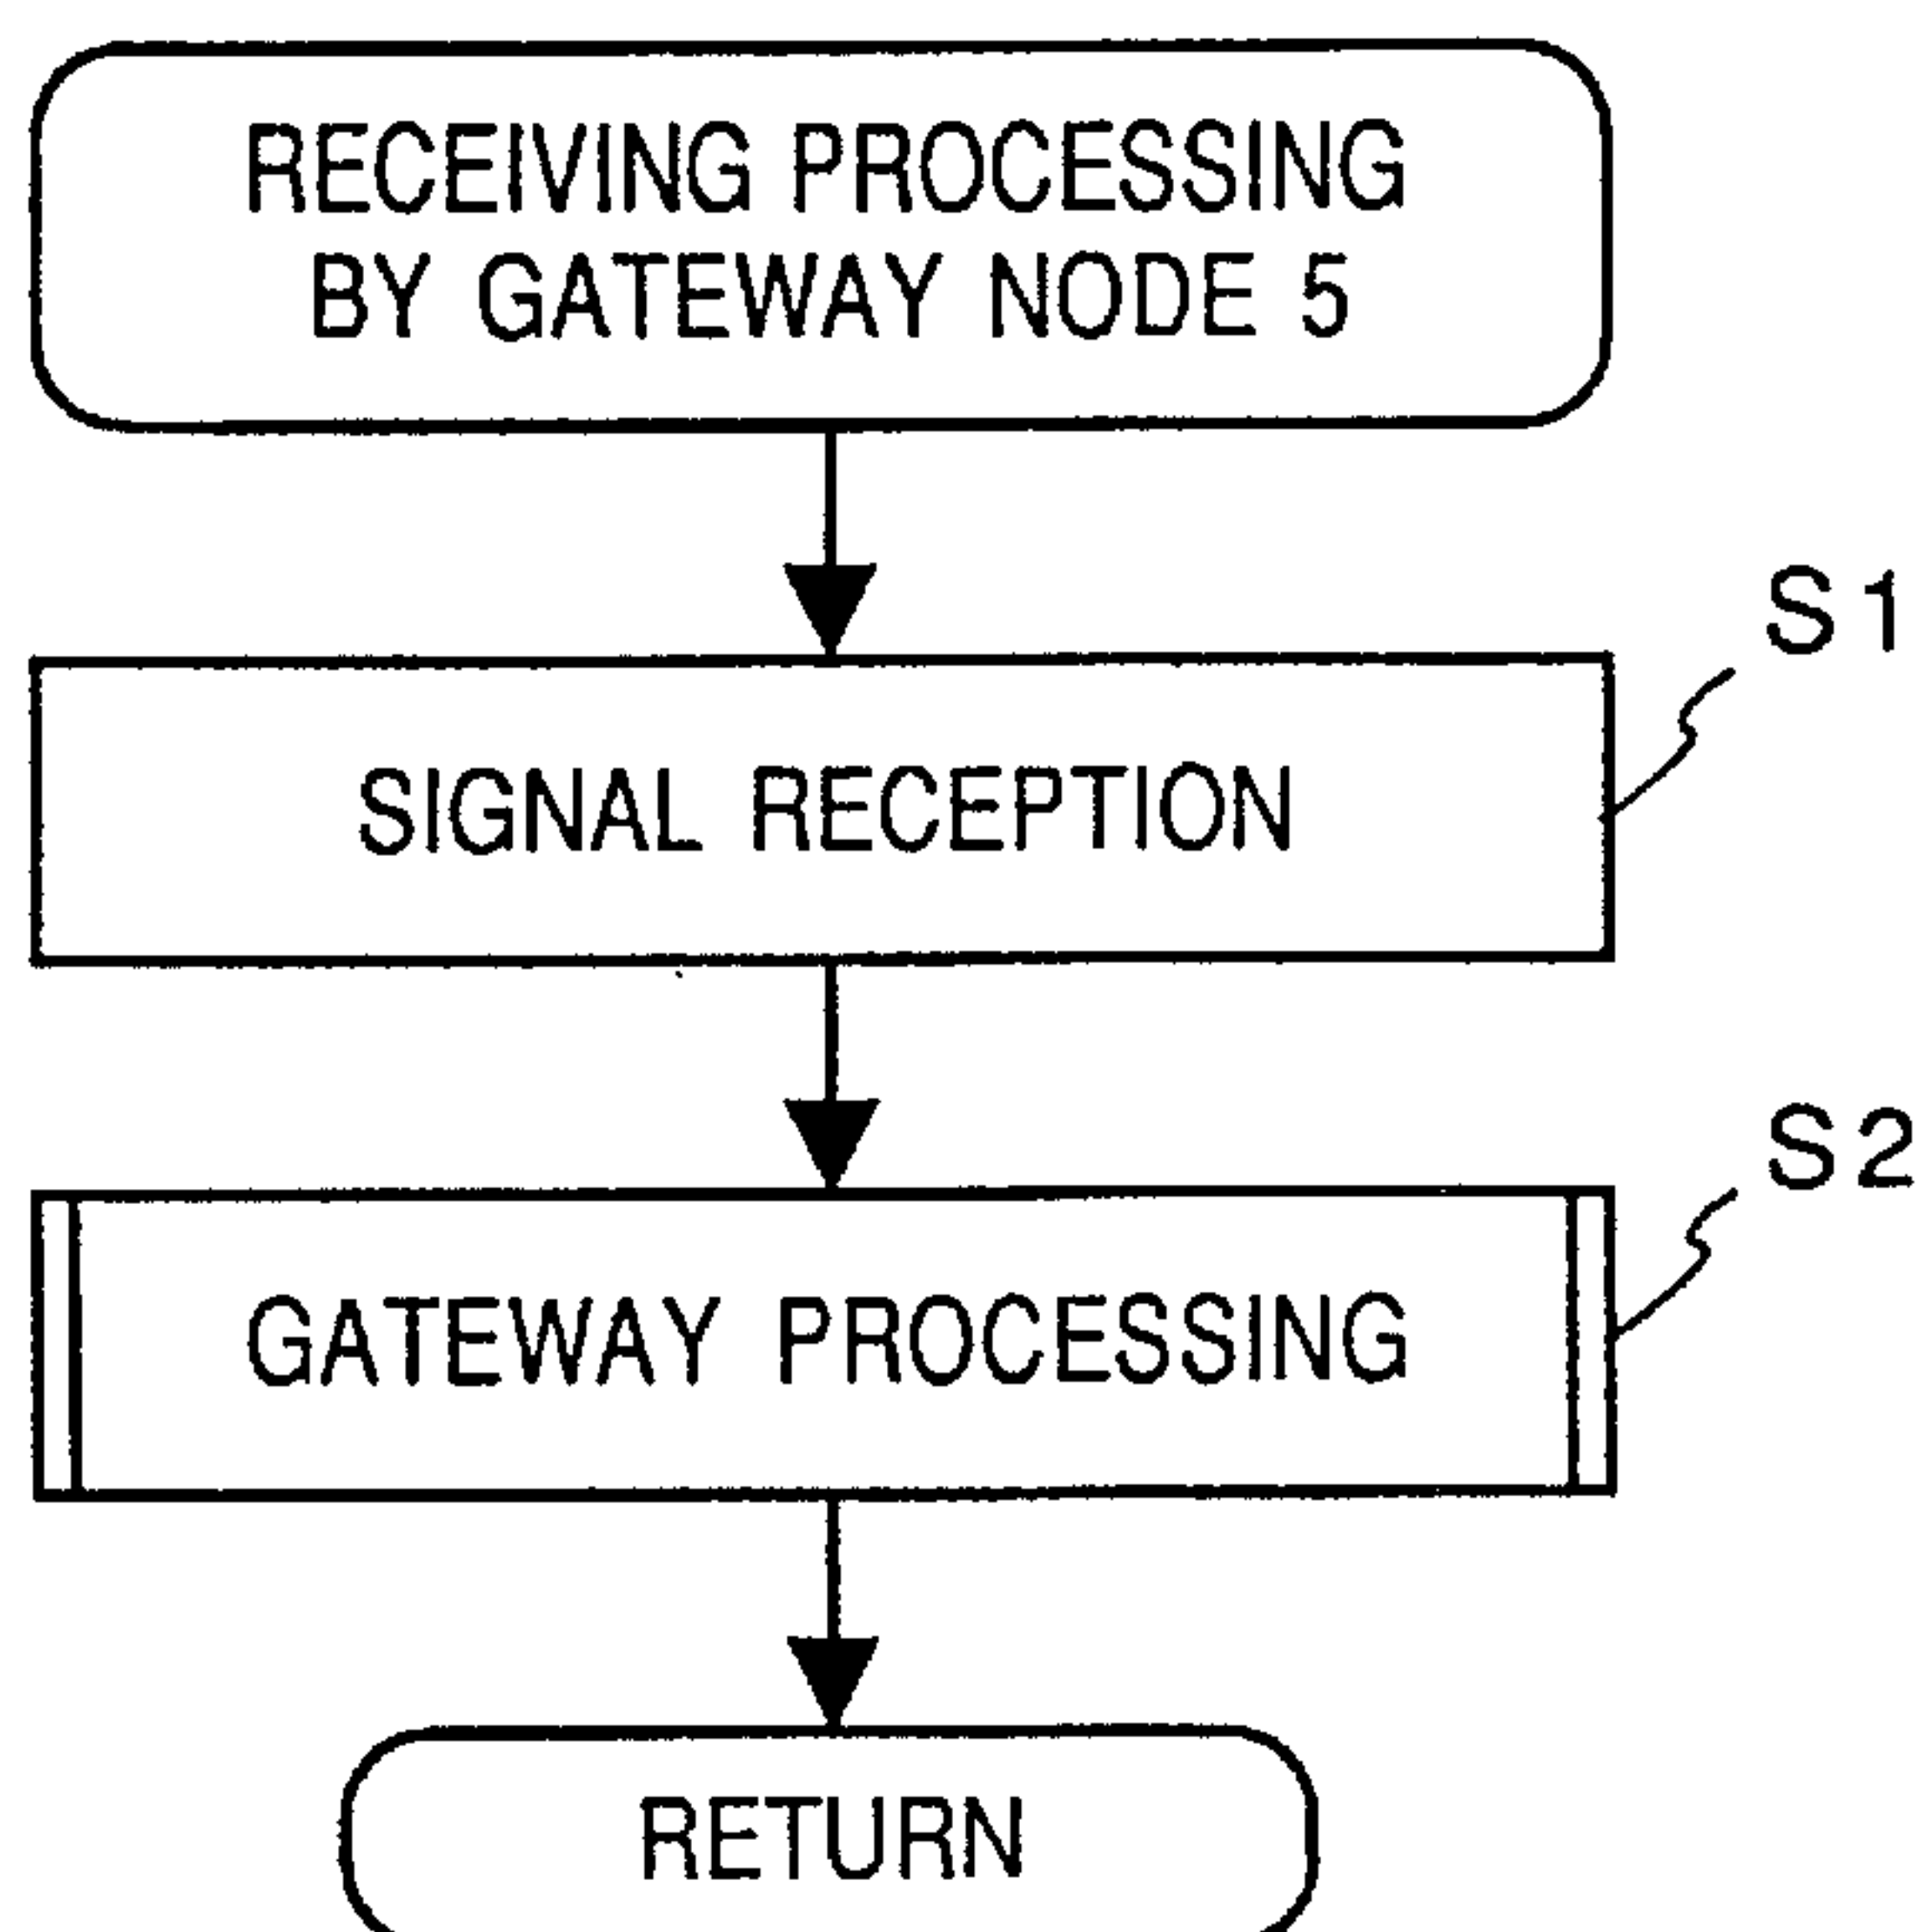 RECEIVING PROCESSING
BY GATEWAY NODE 5
S1
SIGNAL RECEPTION
S2
GATEWAY PROCESSING
RETURN